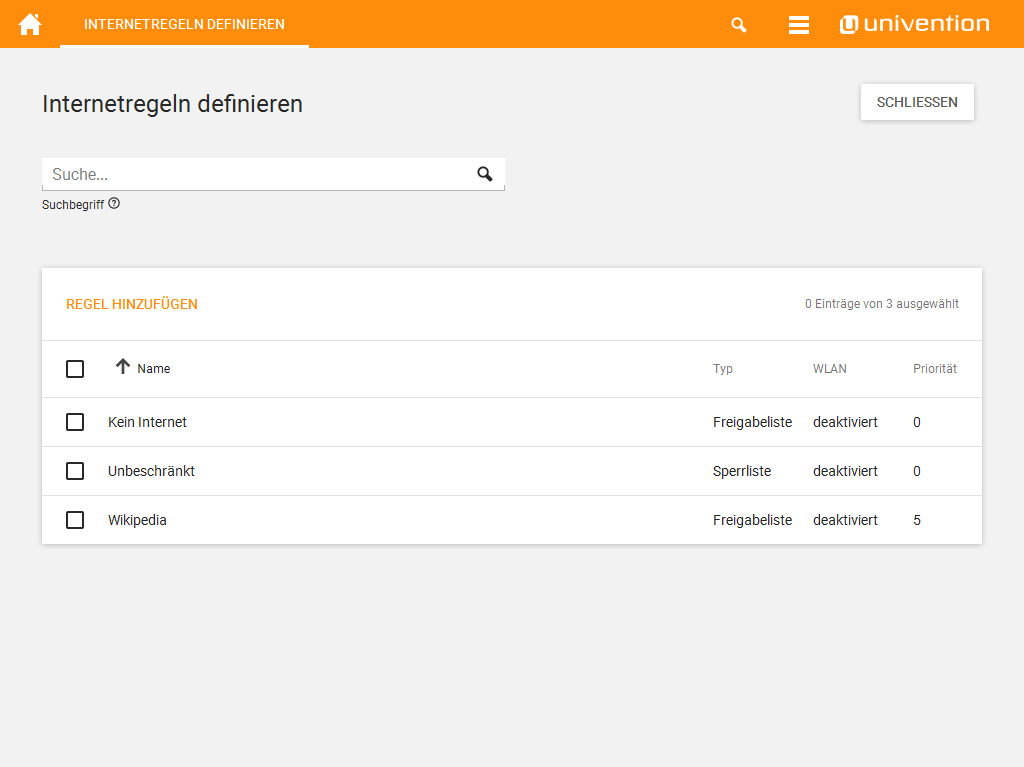 INTERNETREGELN DEFINIEREN
univention
Internetregeln definieren
SCHLIESSEN
Suche...
Suchbegriff
REGEL HINZUFÜGEN
0 Einträge von 3 ausgewählt
Name Typ WLAN Priorität
Kein Internet Freigabeliste deaktiviert 0
Unbeschränkt Sperrliste deaktiviert 0
Wikipedia Freigabeliste deaktiviert 5